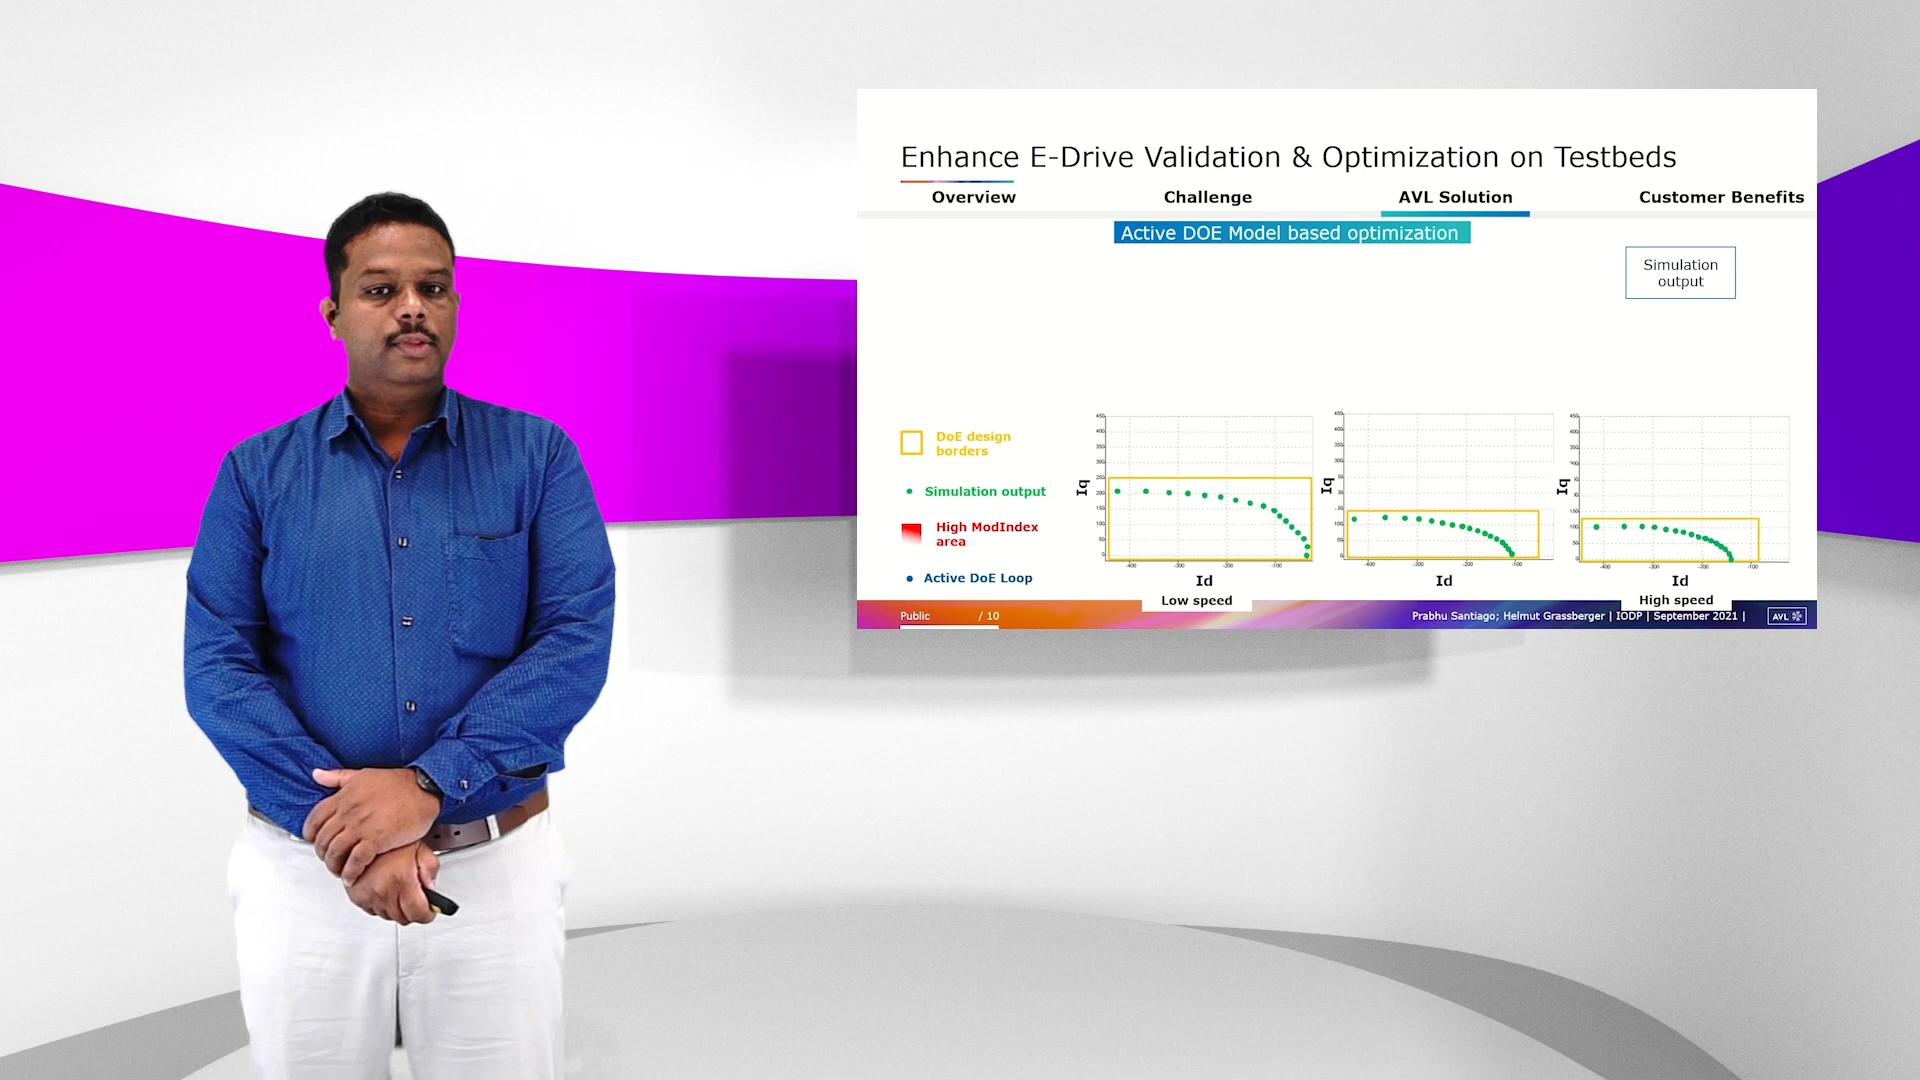 Enhance E-Drive Validation & Optimization on Testbeds
Overview
Challenge
AVL Solution
Customer Benefits
Active DOE Model based optimization
Simulation
output
DoE design
borders
Simulation output
High ModIndex
area
Active DoE Loop
Iq
Id
Low speed
Iq
Id
Iq
Id
High speed
Public
/ 10
Prabhu Santiago; Helmut Grassberger | IODP | September 2021 |
AVL